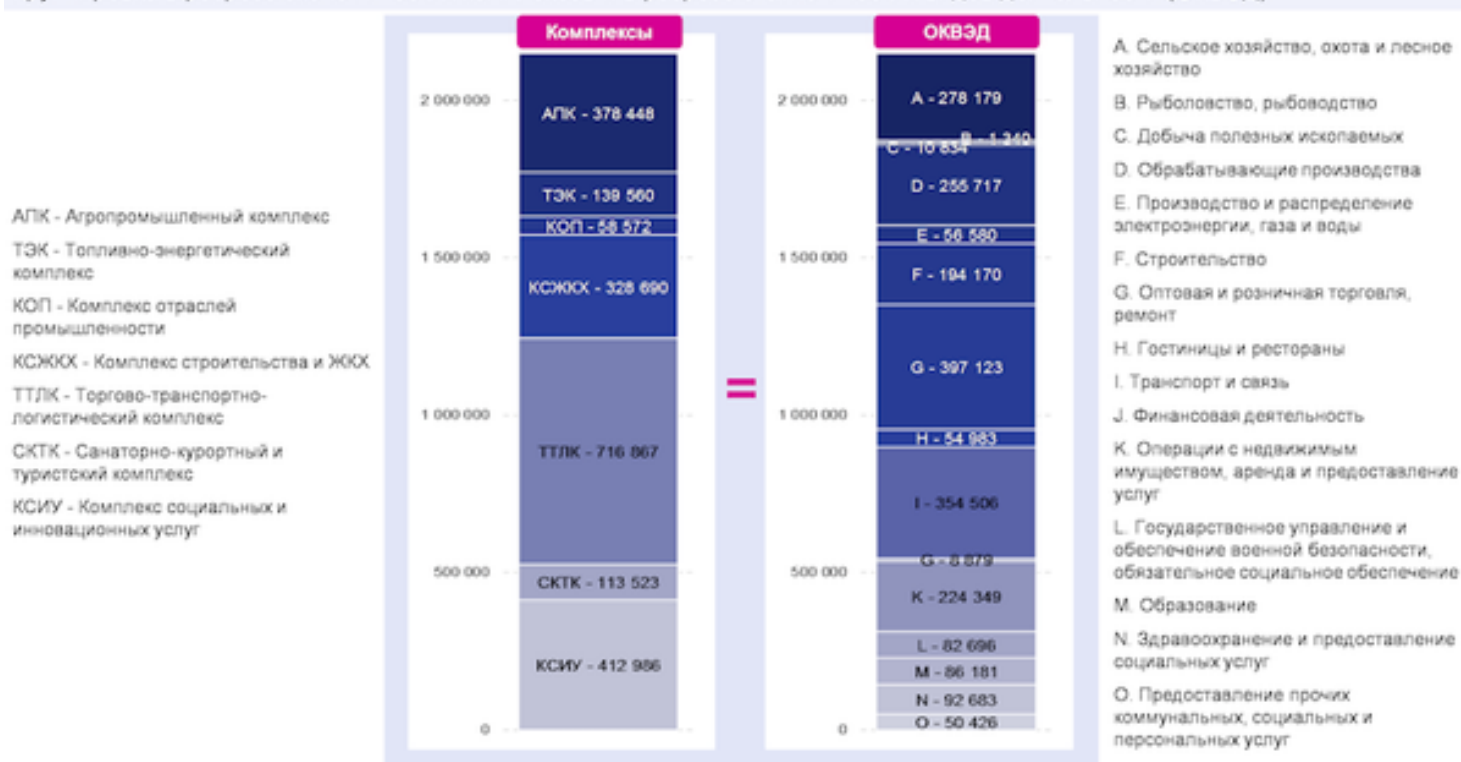 Комплексы
ОКВЭД
АПК - Агропромышленный комплекс
ТЭК - Топливно-энергетический
комплекс
КОП - Комплекс отраслей
промышленности
КСЖКХ - Комплекс строительства и ЖКХ
ТТЛК - Торгово-транспортно-
логистический комплекс
СКТК - Санаторно-курортный и
туристский комплекс
КСИУ - Комплекс социальных и
инновационных услуг
2 000 000
1 500 000
1 000 000
500 000
0
АПК - 378 448
ТЭК - 139 560
КОП - 58 572
КСЖКХ - 328 690
ТТЛК - 716 867
СКТК - 113 523
КСИУ - 412 986
=
2 000 000
1 500 000
1 000 000
500 000
0
A - 278 179
B - 1 340
C - 10 834
D - 255 717
E - 56 580
F - 194 170
G - 397 123
H - 54 983
I - 354 506
G - 8 879
K - 224 349
L - 82 696
M - 86 181
N - 92 683
O - 50 426
A. Сельское хозяйство, охота и лесное
хозяйство
B. Рыболовство, рыбоводство
C. Добыча полезных ископаемых
D. Обрабатывающие производства
E. Производство и распределение
электроэнергии, газа и воды
F. Строительство
G. Оптовая и розничная торговля,
ремонт
H. Гостиницы и рестораны
I. Транспорт и связь
J. Финансовая деятельность
K. Операции с недвижимым
имуществом, аренда и предоставление
услуг
L. Государственное управление и
обеспечение военной безопасности,
обязательное социальное обеспечение
M. Образование
N. Здравоохранение и предоставление
социальных услуг
O. Предоставление прочих
коммунальных, социальных и
персональных услуг